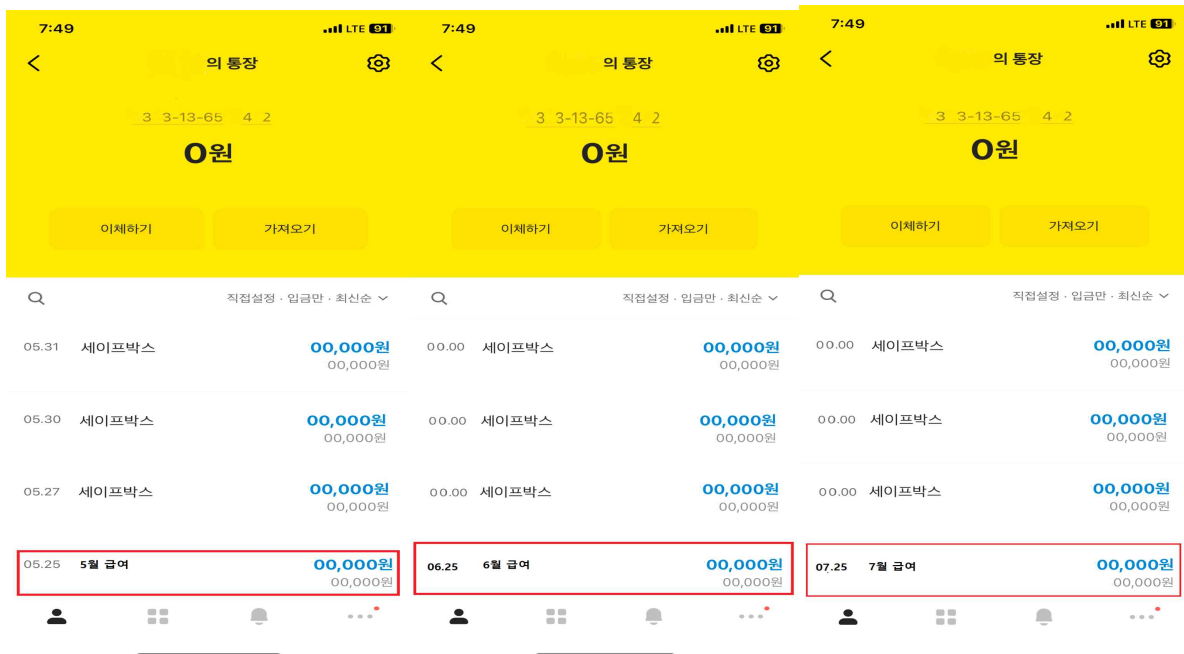 7:49
LTE 91
의 통장
3 3-13-65 4 2
0원
이체하기
가져오기
직접설정 · 입금만 · 최신순
05.31 세이프박스 00,000원
00,000원
05.30 세이프박스 00,000원
00,000원
05.27 세이프박스 00,000원
00,000원
05.25 5월 급여 00,000원
00,000원
7:49
LTE 91
의 통장
3 3-13-65 4 2
0원
이체하기
가져오기
직접설정 · 입금만 · 최신순
00.00 세이프박스 00,000원
00,000원
00.00 세이프박스 00,000원
00,000원
00.00 세이프박스 00,000원
00,000원
06.25 6월 급여 00,000원
00,000원
7:49
LTE 91
의 통장
3 3-13-65 4 2
0원
이체하기
가져오기
직접설정 · 입금만 · 최신순
00.00 세이프박스 00,000원
00,000원
00.00 세이프박스 00,000원
00,000원
00.00 세이프박스 00,000원
00,000원
07.25 7월 급여 00,000원
00,000원